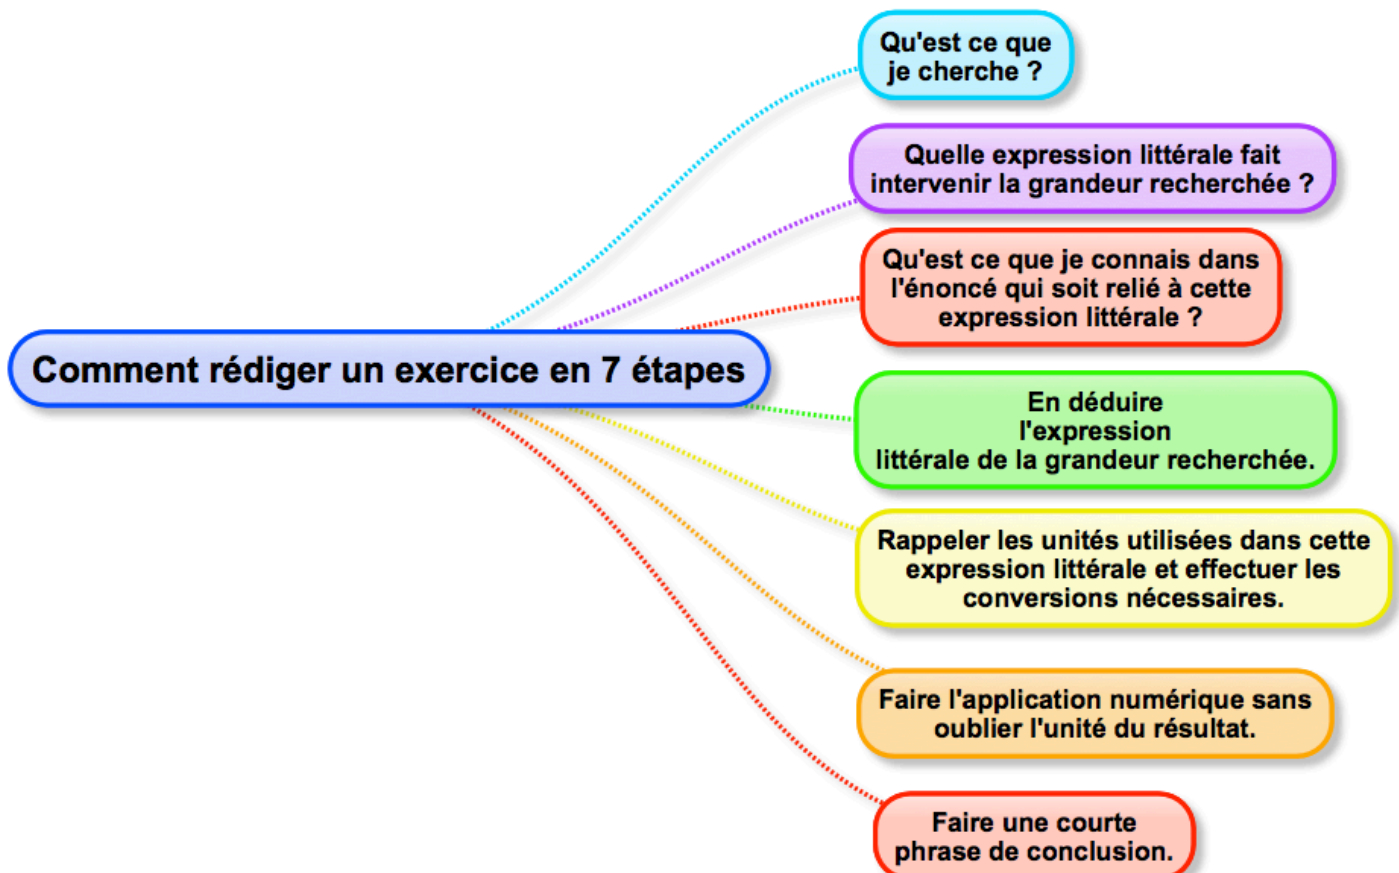 Qu'est ce que
je cherche ?
Quelle expression littérale fait
intervenir la grandeur recherchée ?
Qu'est ce que je connais dans
l'énoncé qui soit relié à cette
expression littérale ?
Comment rédiger un exercice en 7 étapes
En déduire
l'expression
littérale de la grandeur recherchée.
Rappeler les unités utilisées dans cette
expression littérale et effectuer les
conversions nécessaires.
Faire l'application numérique sans
oublier l'unité du résultat.
Faire une courte
phrase de conclusion.